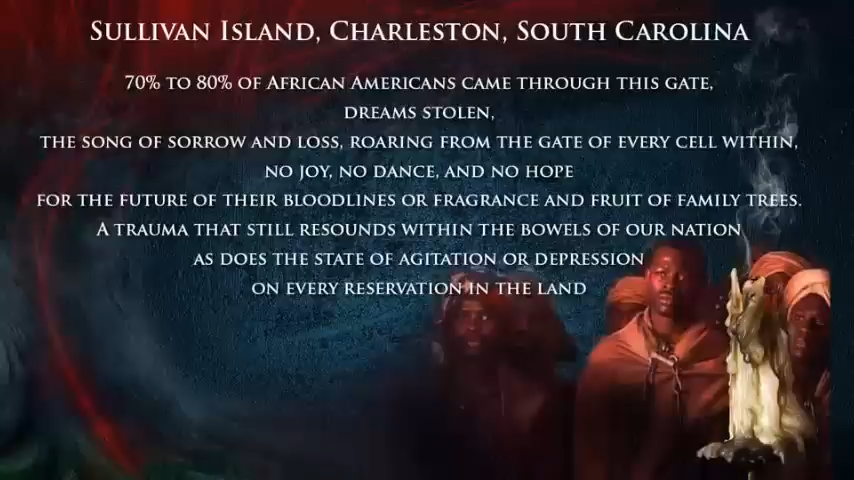 Sullivan Island, Charleston, South Carolina
70% to 80% of African Americans came through this gate,
dreams stolen,
the song of sorrow and loss, roaring from the gate of every cell within,
no joy, no dance, and no hope
for the future of their bloodlines or fragrance and fruit of family trees.
A trauma that still resounds within the bowels of our nation
as does the state of agitation or depression
on every reservation in the land